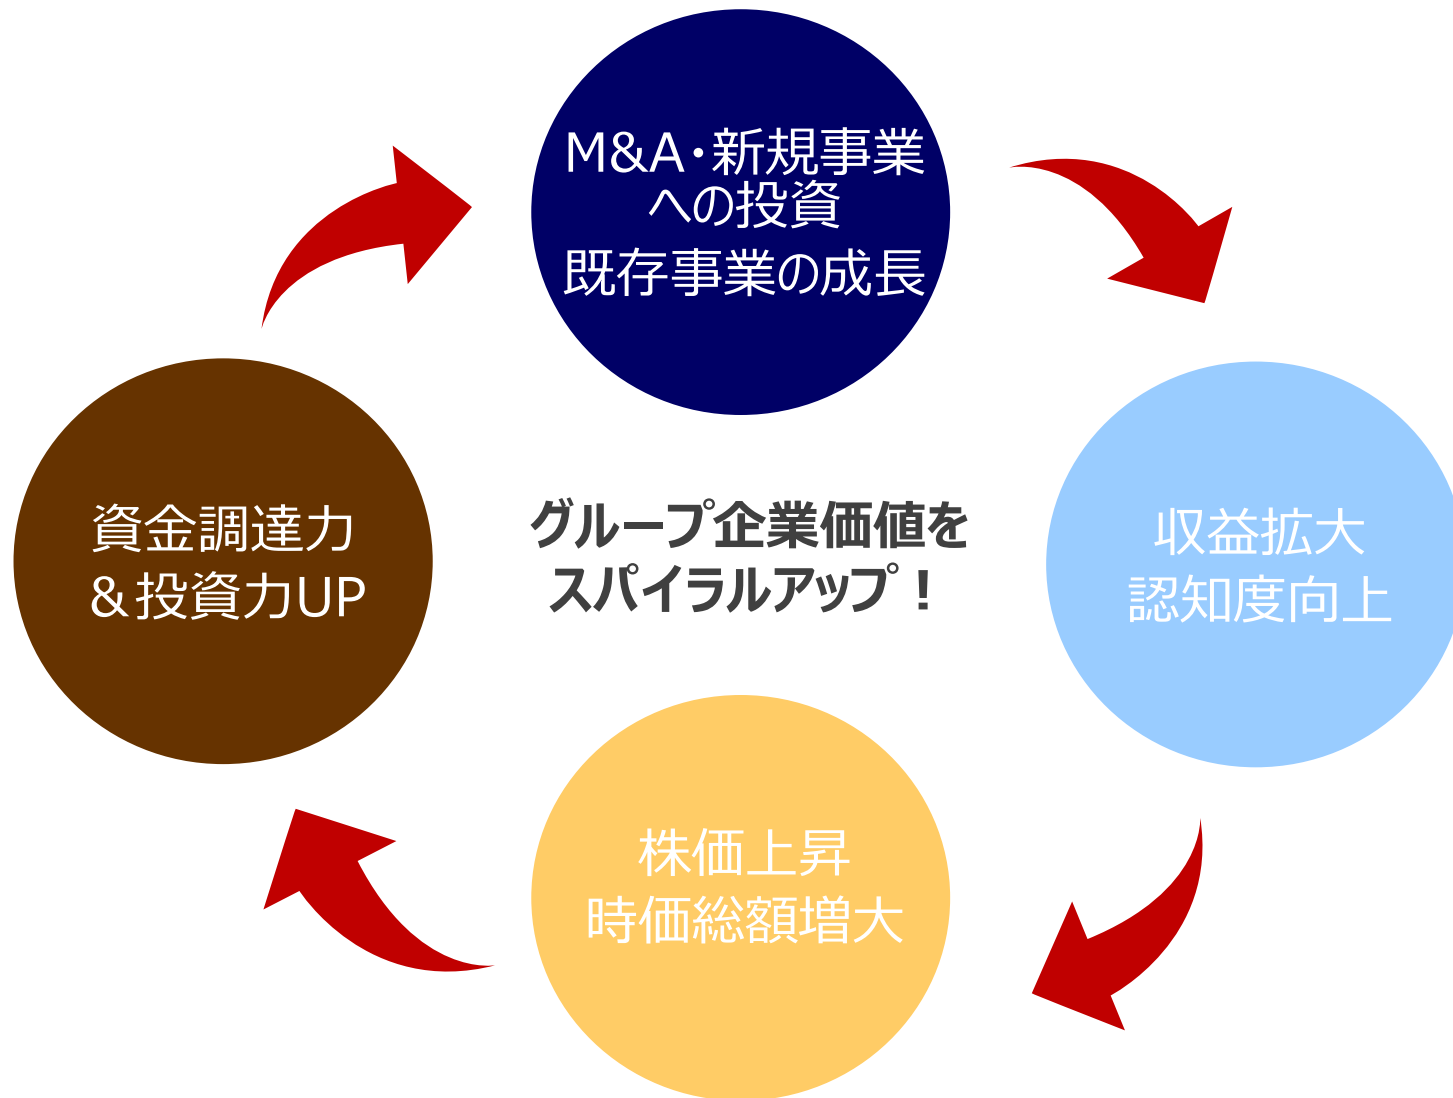 M&A・新規事業
への投資
既存事業の成長
資金調達力
＆投資力UP
グループ企業価値を
スパイラルアップ！
収益拡大
認知度向上
株価上昇
時価総額増大